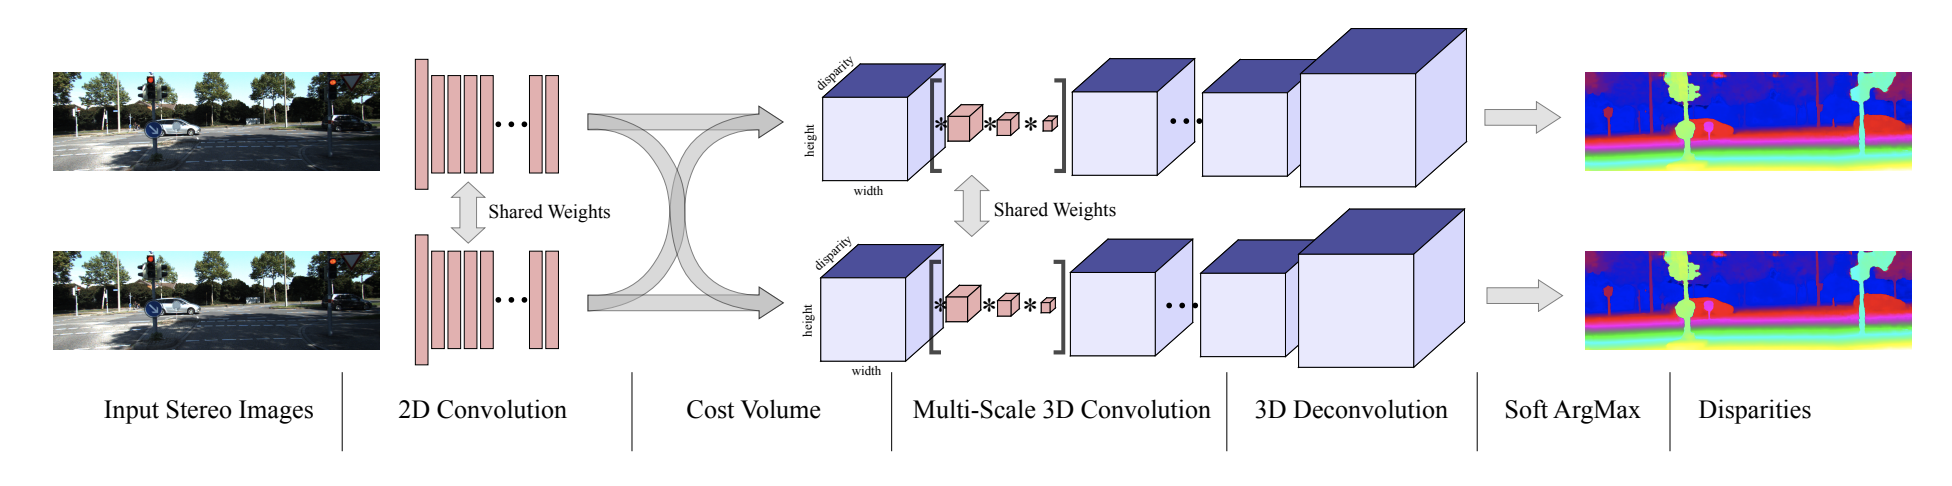 disparity
height
width
Shared Weights
Shared Weights
disparity
height
width
Input Stereo Images
2D Convolution
Cost Volume
Multi-Scale 3D Convolution
3D Deconvolution
Soft ArgMax
Disparities